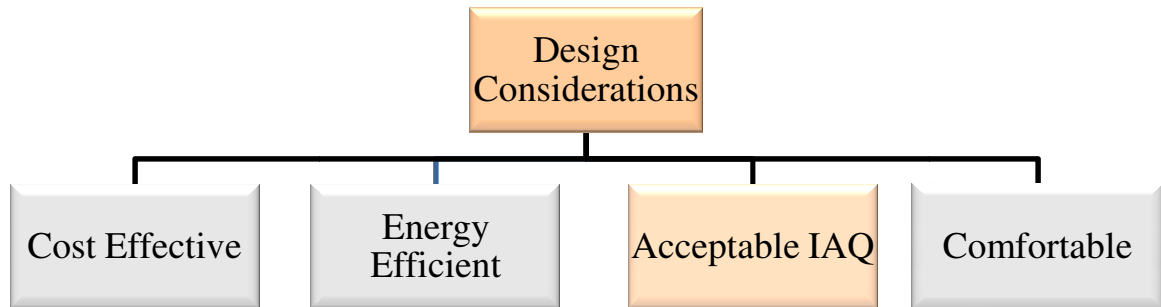 Design
Considerations
Cost Effective
Energy
Efficient
Acceptable IAQ
Comfortable